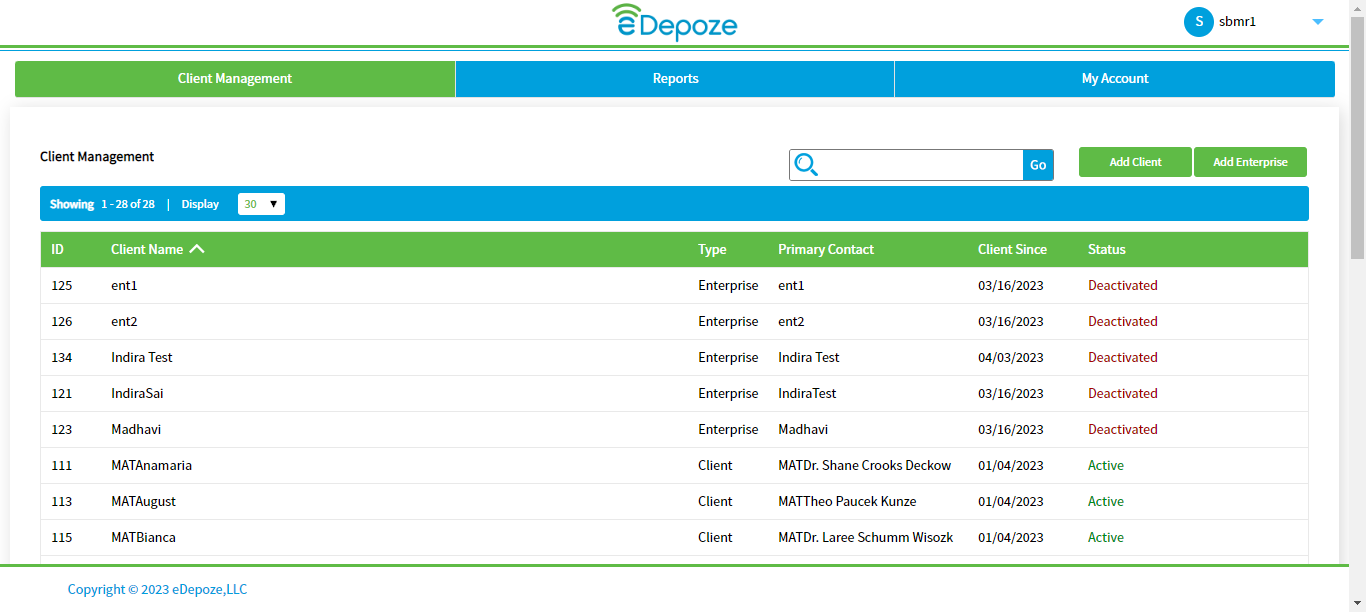 eDepoze
S sbmr1
Client Management Reports My Account
Client Management
Go
Add Client Add Enterprise
Showing 1 - 28 of 28 | Display 30
ID Client Name Type Primary Contact Client Since Status
125 ent1 Enterprise ent1 03/16/2023 Deactivated
126 ent2 Enterprise ent2 03/16/2023 Deactivated
134 Indira Test Enterprise Indira Test 04/03/2023 Deactivated
121 IndiraSai Enterprise IndiraTest 03/16/2023 Deactivated
123 Madhavi Enterprise Madhavi 03/16/2023 Deactivated
111 MATAnamaria Client MATDr. Shane Crooks Deckow 01/04/2023 Active
113 MATAugust Client MATTheo Paucek Kunze 01/04/2023 Active
115 MATBianca Client MATDr. Laree Schumm Wisozk 01/04/2023 Active
Copyright © 2023 eDepoze,LLC